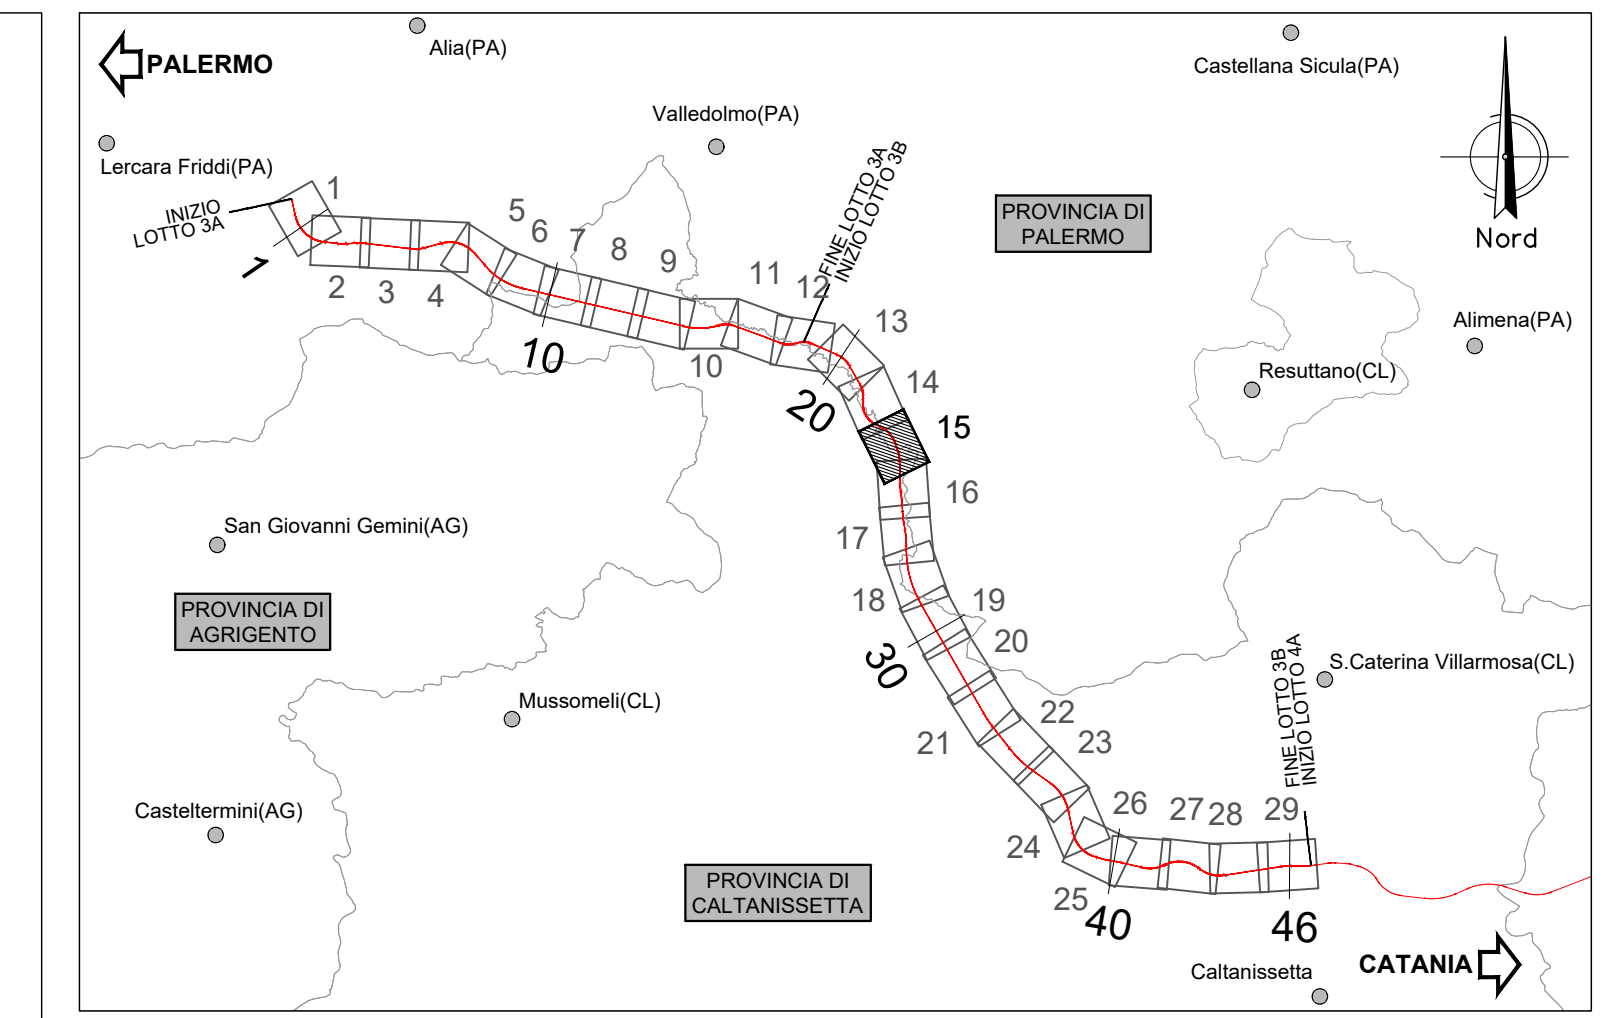 PALERMO
Alia(PA)
Castellana Sicula(PA)
Valledolmo(PA)
Lercara Friddi(PA)
INIZIO
LOTTO 3A
FINE LOTTO 3A
INIZIO LOTTO 3B
PROVINCIA DI
PALERMO
Nord
1
1
2
3
4
5
6
7
8
9
10
10
11
12
13
14
15
20
Alimena(PA)
Resuttano(CL)
San Giovanni Gemini(AG)
16
17
18
19
20
PROVINCIA DI
AGRIGENTO
30
S.Caterina Villarmosa(CL)
FINE LOTTO 3B
INIZIO LOTTO 4A
Mussomeli(CL)
21
22
23
Casteltermini(AG)
24
25
26
27
28
29
40
46
PROVINCIA DI
CALTANISSETTA
Caltanissetta
CATANIA